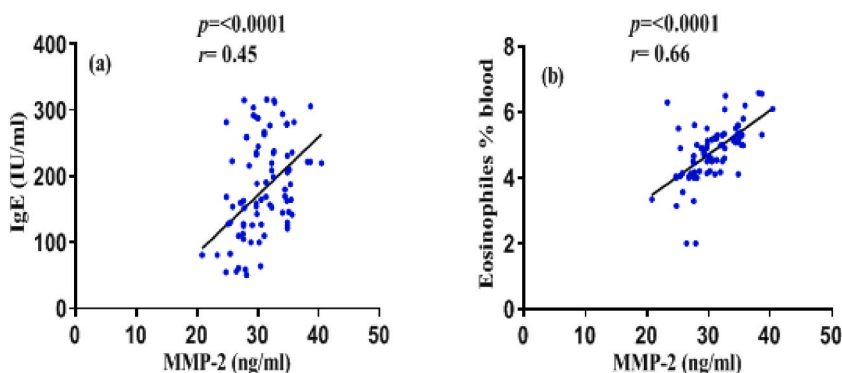 p=<0.0001
r= 0.45
(a)
400
300
200
100
0
IgE (IU/ml)
0 10 20 30 40 50
MMP-2 (ng/ml)
p=<0.0001
r= 0.66
(b)
8
6
4
2
0
Eosinophiles % blood
0 10 20 30 40 50
MMP-2 (ng/ml)